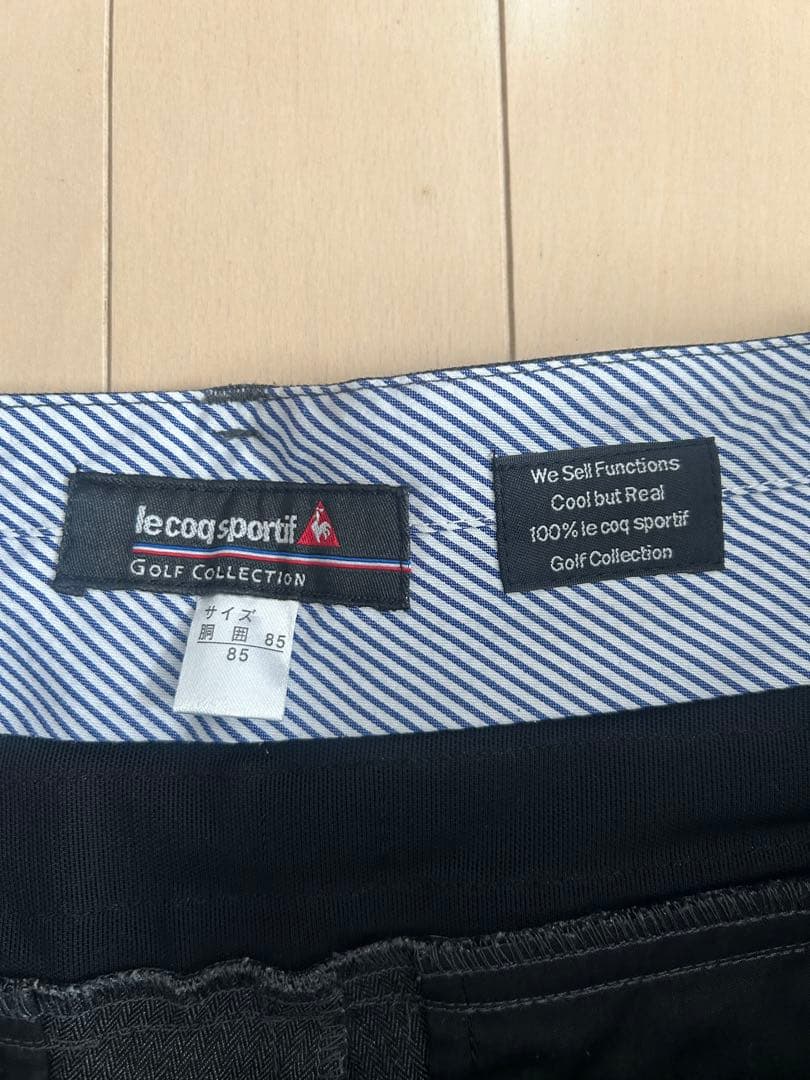 le coq sportif
GOLF COLLECTION
サイズ
胴囲 85
85
We Sell Functions
Cool but Real
100% le coq sportif
Golf Collection